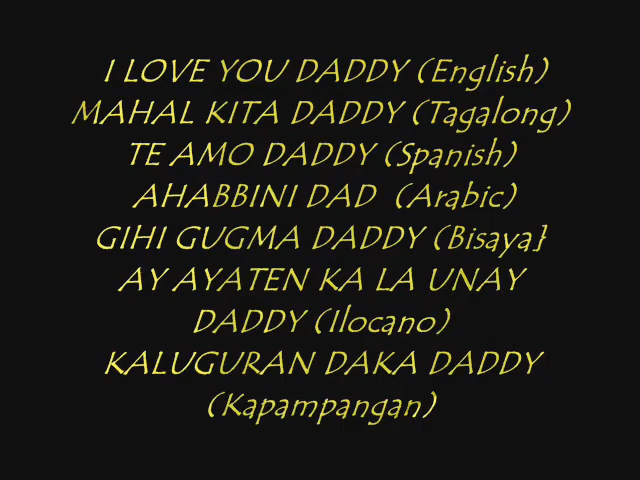 I LOVE YOU DADDY (English)
MAHAL KITA DADDY (Tagalong)
TE AMO DADDY (Spanish)
AHABBINI DAD (Arabic)
GIHI GUGMA DADDY (Bisaya}
AY AYATEN KA LA UNAY
DADDY (Ilocano)
KALUGURAN DAKA DADDY
(Kapampangan)